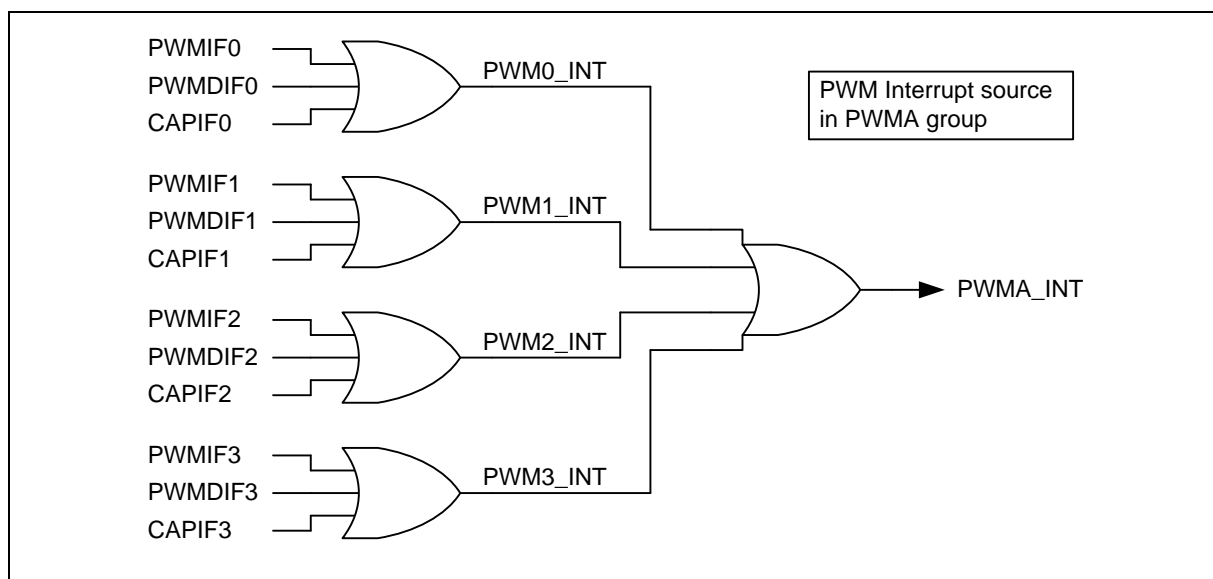 PWMIF0
PWMDIF0
CAPIF0
PWM0_INT
PWM Interrupt source
in PWMA group
PWMIF1
PWMDIF1
CAPIF1
PWM1_INT
PWMA_INT
PWMIF2
PWMDIF2
CAPIF2
PWM2_INT
PWMIF3
PWMDIF3
CAPIF3
PWM3_INT